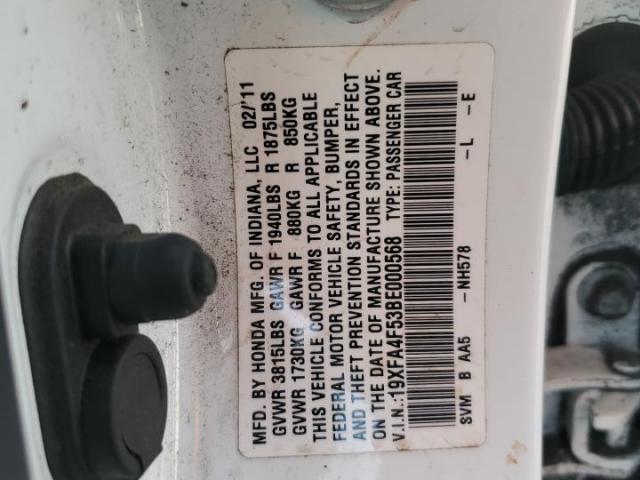 MFD. BY HONDA MFG. OF INDIANA, LLC 02/'11
GVWR 3815LBS GAWR F 1940LBS R 1875LBS
GVWR 1730KG GAWR F 880KG R 850KG
THIS VEHICLE CONFORMS TO ALL APPLICABLE
FEDERAL MOTOR VEHICLE SAFETY, BUMPER,
AND THEFT PREVENTION STANDARDS IN EFFECT
ON THE DATE OF MANUFACTURE SHOWN ABOVE.
V.I.N.:19XFA4F53BE000568 TYPE: PASSENGER CAR
SVM B AA5 -NH578 -L -E